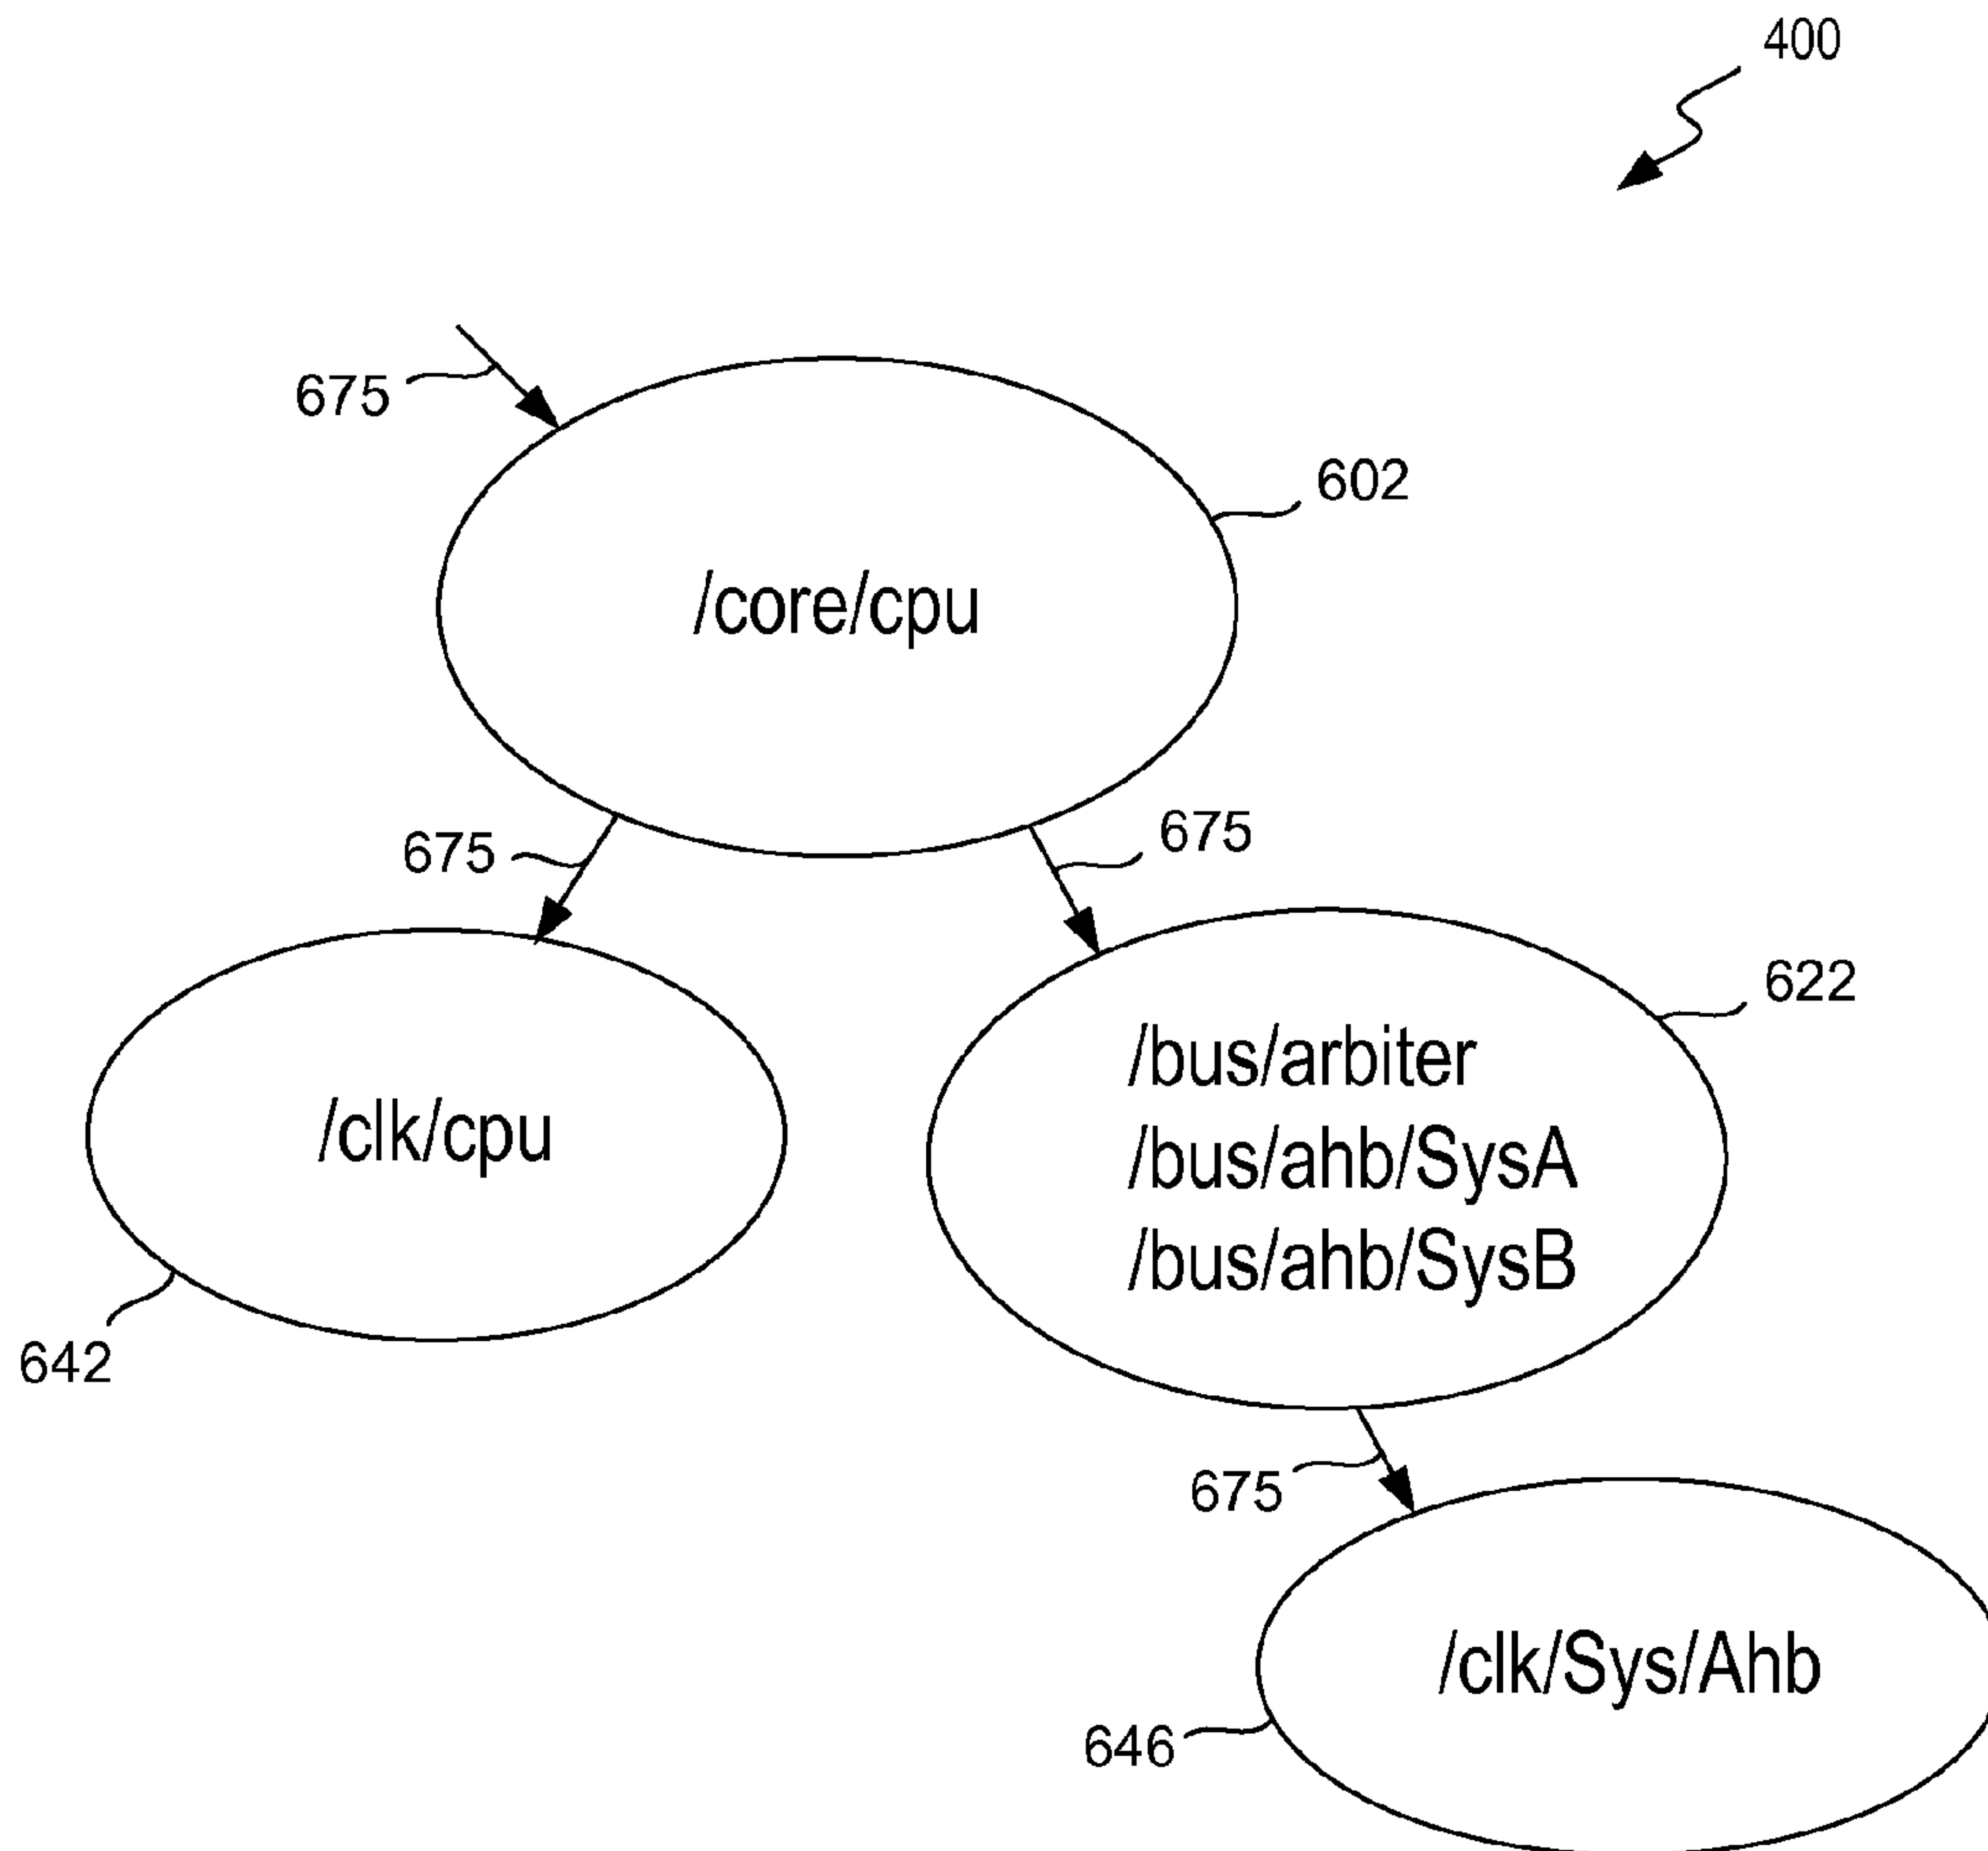 400
675
602
/core/cpu
675
675
622
/clk/cpu
/bus/arbiter
/bus/ahb/SysA
/bus/ahb/SysB
642
675
/clk/Sys/Ahb
646